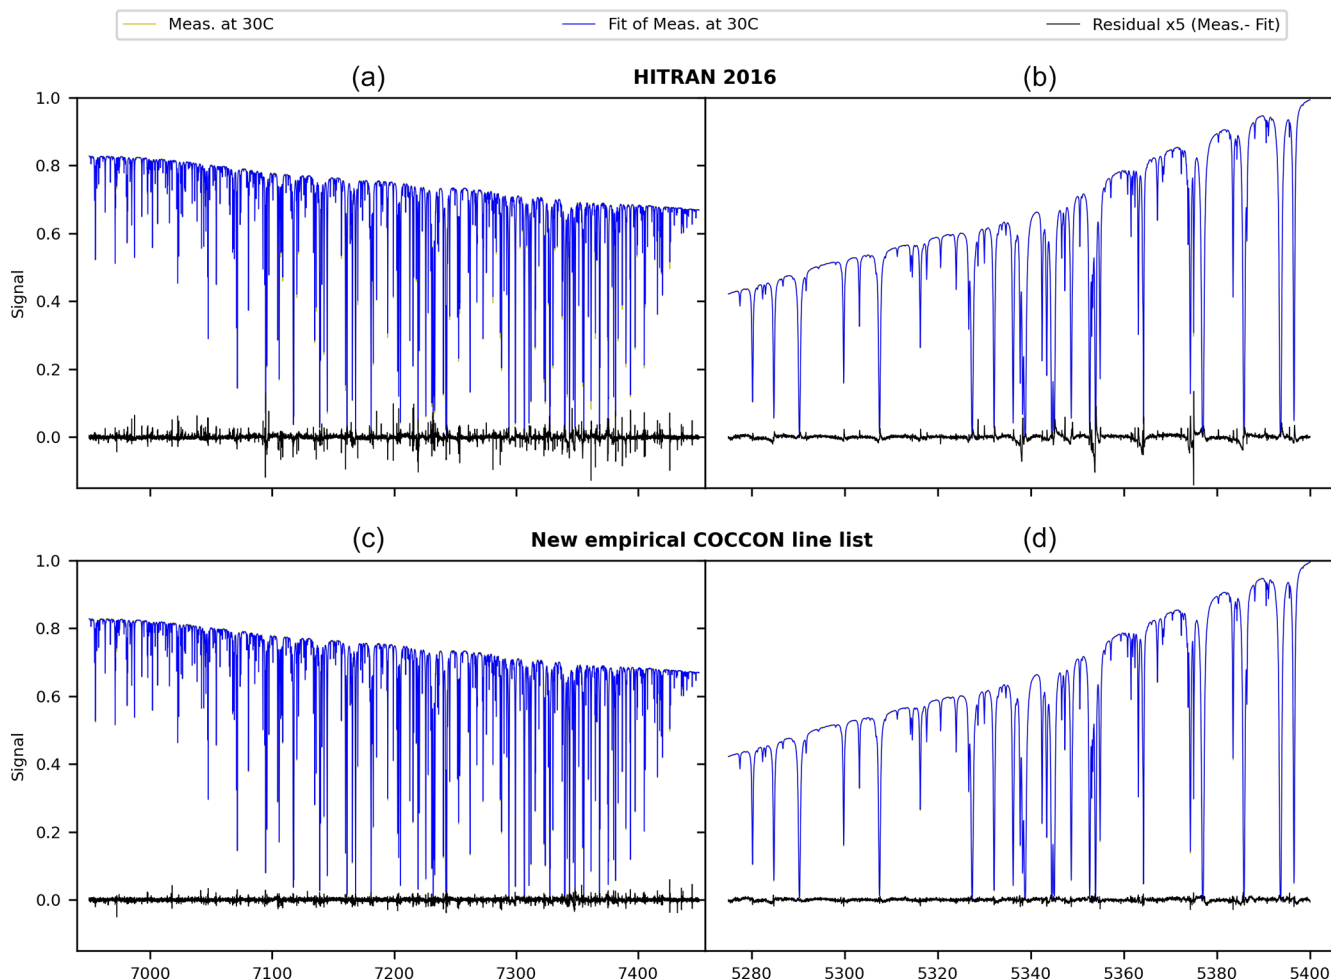 Meas. at 30C Fit of Meas. at 30C Residual x5 (Meas.- Fit)
(a) HITRAN 2016 (b)
1.0
0.8
0.6
Signal
0.4
0.2
0.0
(c) New empirical COCCON line list (d)
1.0
0.8
0.6
Signal
0.4
0.2
0.0
7000 7100 7200 7300 7400 5280 5300 5320 5340 5360 5380 5400